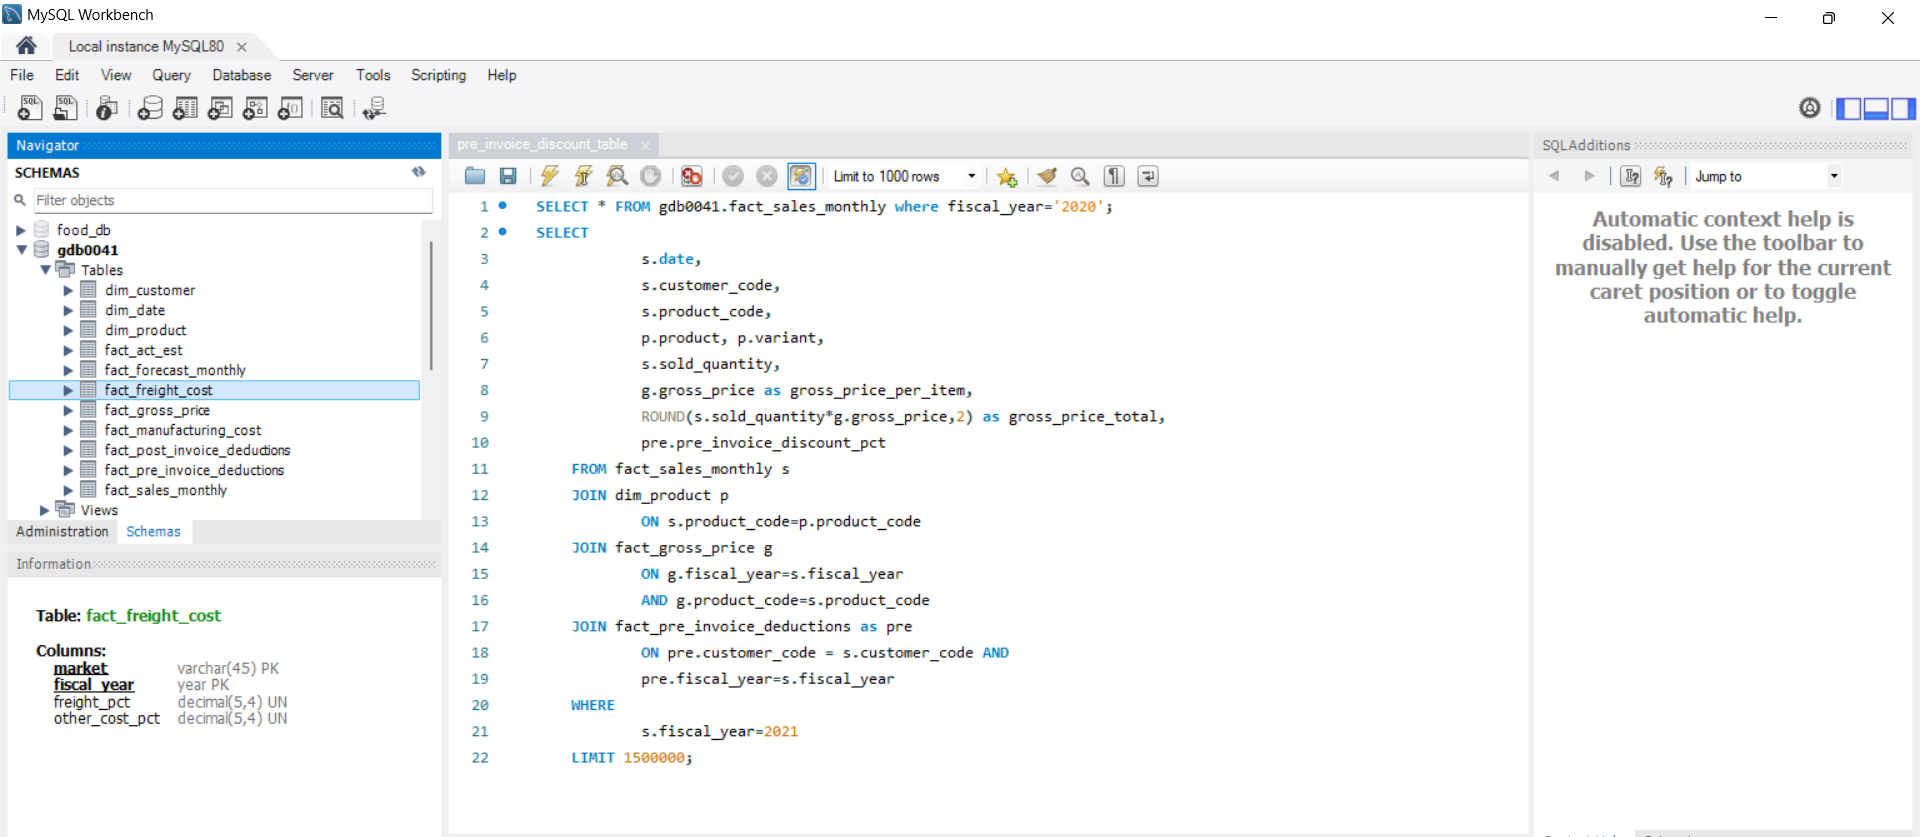 MySQL Workbench
Local instance MySQL80
File Edit View Query Database Server Tools Scripting Help
Navigator
SCHEMAS
Filter objects
food_db
gdb0041
Tables
dim_customer
dim_date
dim_product
fact_act_est
fact_forecast_monthly
fact_freight_cost
fact_gross_price
fact_manufacturing_cost
fact_post_invoice_deductions
fact_pre_invoice_deductions
fact_sales_monthly
Views
Administration Schemas
Information
Table: fact_freight_cost
Columns:
market varchar(45) PK
fiscal_year year PK
freight_pct decimal(5,4) UN
other_cost_pct decimal(5,4) UN
pre_invoice_discount_table
Limit to 1000 rows
1 SELECT * FROM gdb0041.fact_sales_monthly where fiscal_year='2020';
2 SELECT
3 s.date,
4 s.customer_code,
5 s.product_code,
6 p.product, p.variant,
7 s.sold_quantity,
8 g.gross_price as gross_price_per_item,
9 ROUND(s.sold_quantity*g.gross_price,2) as gross_price_total,
10 pre.pre_invoice_discount_pct
11 FROM fact_sales_monthly s
12 JOIN dim_product p
13 ON s.product_code=p.product_code
14 JOIN fact_gross_price g
15 ON g.fiscal_year=s.fiscal_year
16 AND g.product_code=s.product_code
17 JOIN fact_pre_invoice_deductions as pre
18 ON pre.customer_code = s.customer_code AND
19 pre.fiscal_year=s.fiscal_year
20 WHERE
21 s.fiscal_year=2021
22 LIMIT 1500000;
SQLAdditions
Jump to
Automatic context help is
disabled. Use the toolbar to
manually get help for the current
caret position or to toggle
automatic help.